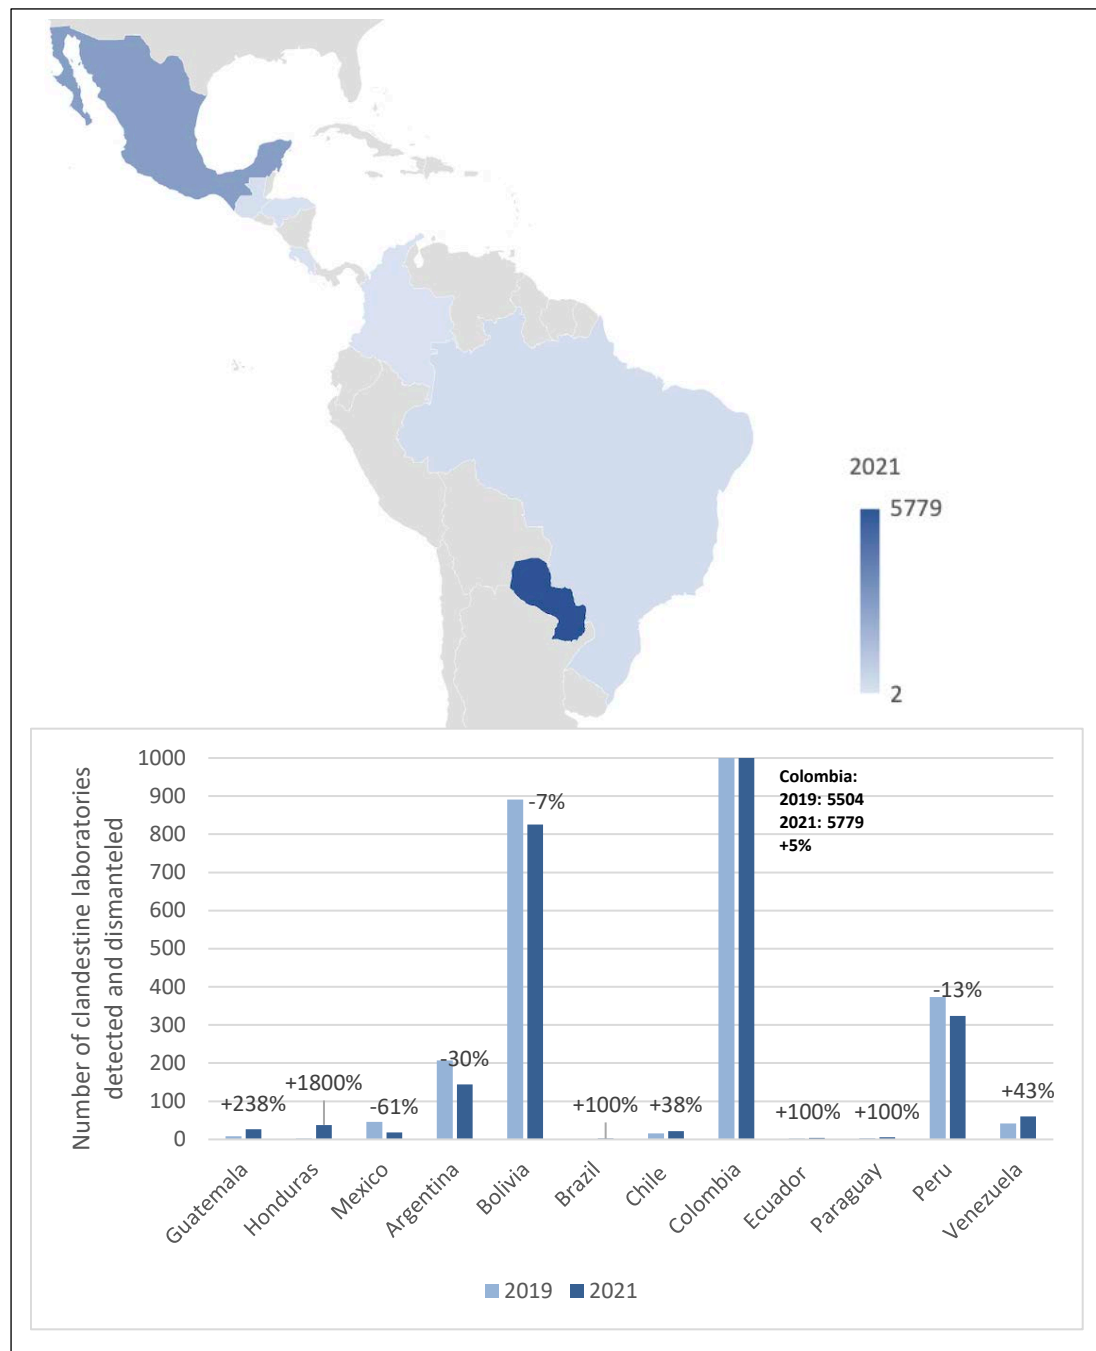 2021
5779
2
Number of clandestine laboratories
detected and dismanteled
1000
900
800
700
600
500
400
300
200
100
0
+238%
+1800%
-61%
-30%
-7%
+100%
+38%
Colombia:
2019: 5504
2021: 5779
+5%
+100%
+100%
-13%
+43%
Guatemala
Honduras
Mexico
Argentina
Bolivia
Brazil
Chile
Colombia
Ecuador
Paraguay
Peru
Venezuela
2019 2021